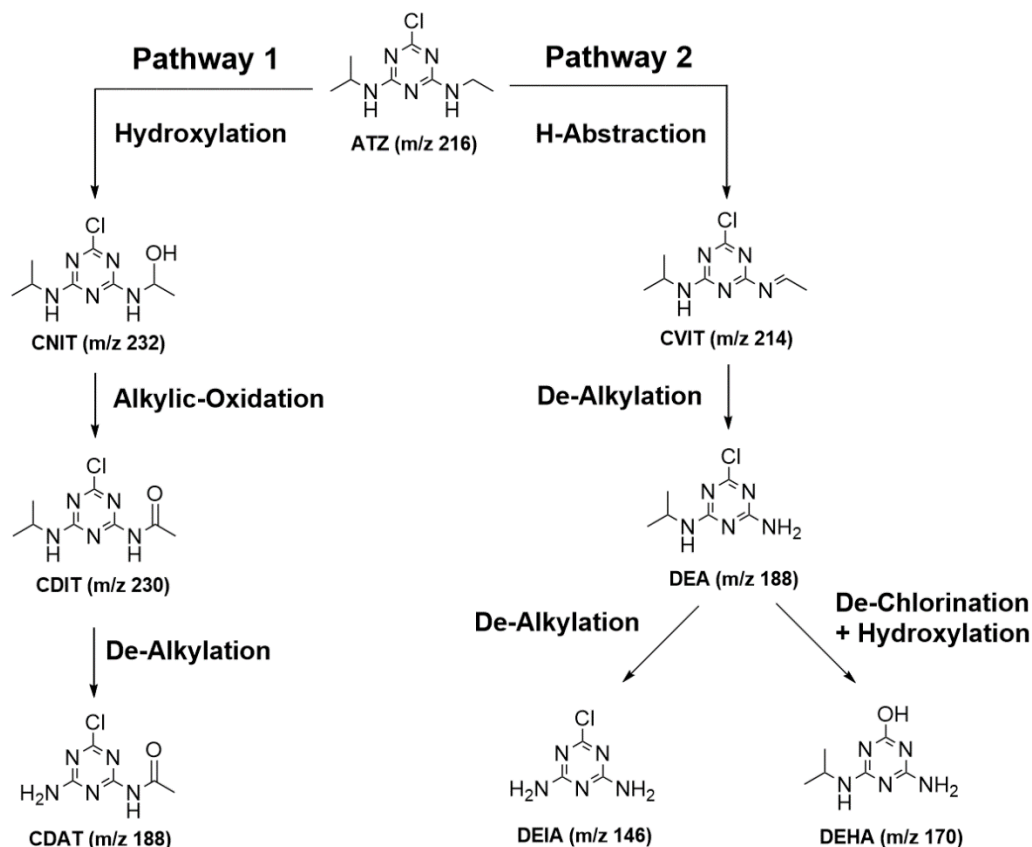 Cl
Pathway 1
Pathway 2
N
N
N
N
N
H
H
Hydroxylation
H-Abstraction
ATZ (m/z 216)
Cl
OH
N
N
N
N
N
H
H
CNIT (m/z 232)
Cl
N
N
N
N
N
H
CVIT (m/z 214)
Alkylic-Oxidation
De-Alkylation
Cl
O
N
N
N
N
N
H
H
CDIT (m/z 230)
Cl
N
N
N
N
NH2
H
DEA (m/z 188)
De-Alkylation
De-Alkylation
De-Chlorination
+ Hydroxylation
Cl
O
N
N
H2N
N
N
H
CDAT (m/z 188)
Cl
N
N
H2N
N
NH2
DEIA (m/z 146)
OH
N
N
N
N
NH2
H
DEHA (m/z 170)